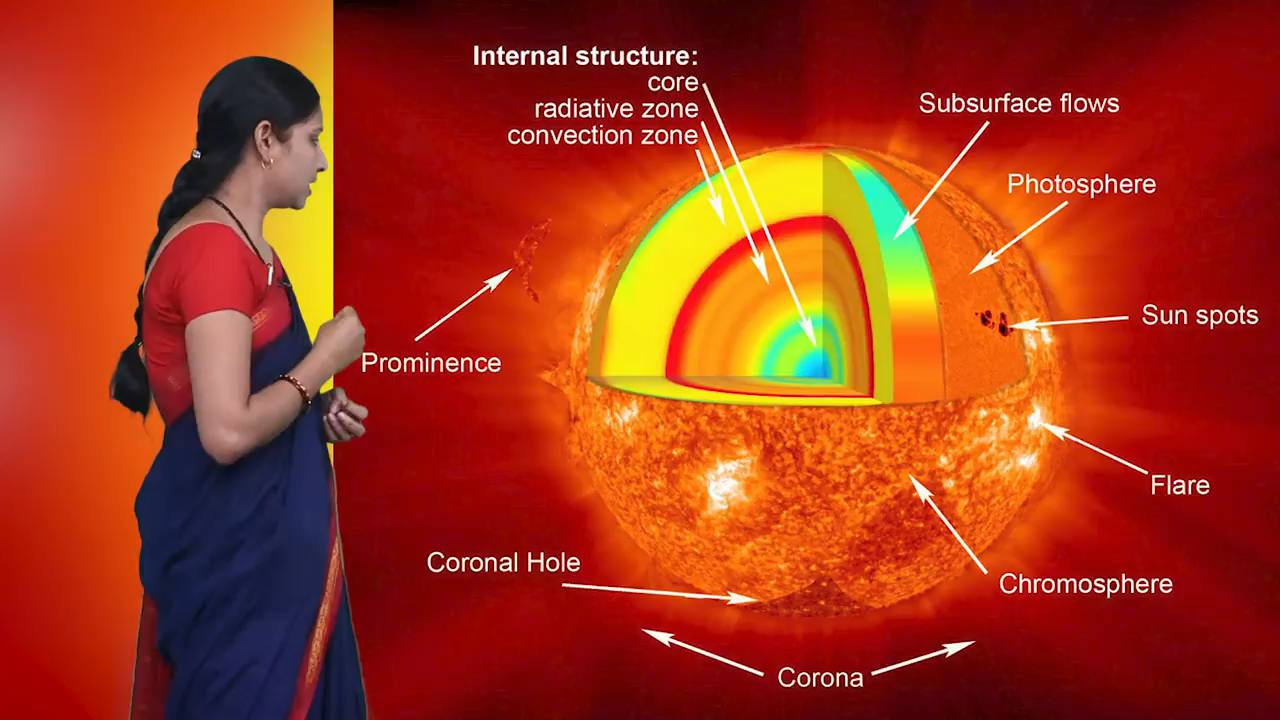 Internal structure:
core
radiative zone
convection zone
Subsurface flows
Photosphere
Sun spots
Prominence
Flare
Coronal Hole
Chromosphere
Corona